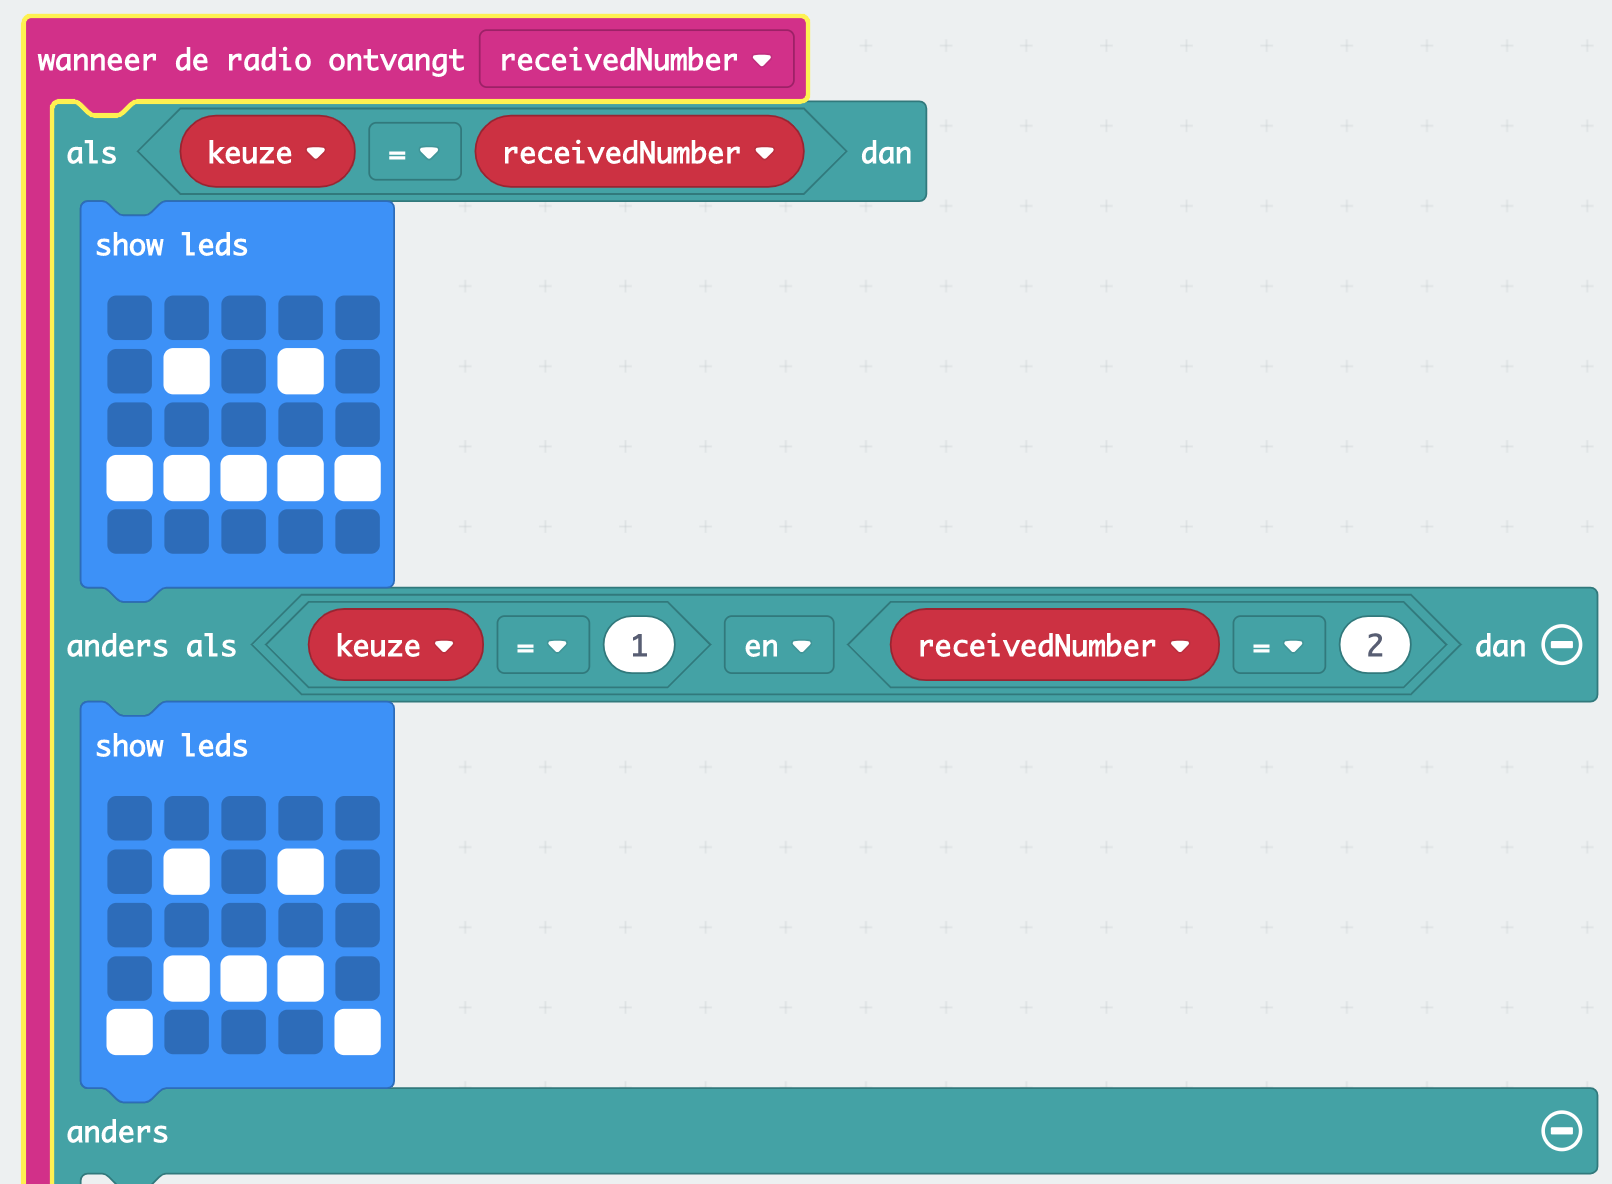 wanneer de radio ontvangt receivedNumber
als keuze = receivedNumber dan
show leds
anders als keuze = 1 en receivedNumber = 2 dan
show leds
anders